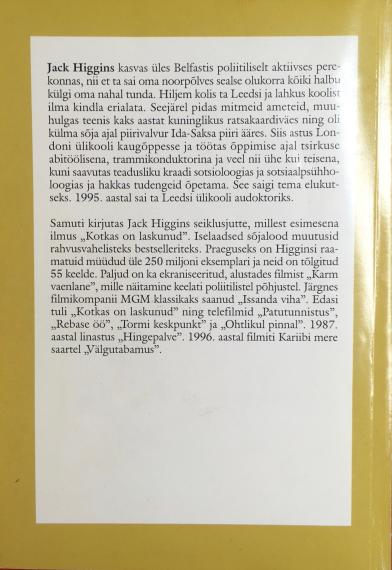 Jack Higgins kasvas üles Belfastis poliitiliselt aktiivses pere-
konnas, nii et ta sai oma noorpõlves sealse olukorra kõiki halbu
külgi oma nahal tunda. Hiljem kolis ta Leedsi ja lahkus koolist
ilma kindla erialata. Seejärel pidas mitmeid ameteid, muu-
hulgas teenis kaks aastat kuninglikus ratsakaardiväes ning oli
külma sõja ajal piirivalvur Ida-Saksa piiri ääres. Siis astus Lon-
doni ülikooli kaugõppesse ja töötas õppimise ajal tsirkuse
abitöölisena, trammikonduktorina ja veel nii ühe kui teisena,
kuni saavutas teadusliku kraadi sotsioloogias ja sotsiaalpsühho-
loogias ja hakkas tudengeid õpetama. See saigi tema elukut-
seks. 1995. aastal sai ta Leedsi ülikooli audoktoriks.
Samuti kirjutas Jack Higgins seiklusjutte, millest esimesena
ilmus „Kotkas on laskunud”. Iselaadsed sõjalood muutusid
rahvusvahelisteks bestselleriteks. Praeguseks on Higginsi raa-
matuid müüdud üle 250 miljoni eksemplari ja neid on tõlgitud
55 keelde. Paljud on ka ekraniseeritud, alustades filmist „Karm
vaenlane”, mille näitamine keelati poliitilistel põhjustel. Järgnes
filmikompanii MGM klassikaks saanud „Issanda viha”. Edasi
tuli „Kotkas on laskunud” ning telefilmid „Patutunnistus”,
„Rebase öö”, „Tormi keskpunkt” ja „Ohtlikul pinnal”. 1987.
aastal linastus „Hingepalve”. 1996. aastal filmiti Kariibi mere
saartel „Välgutabamus”.